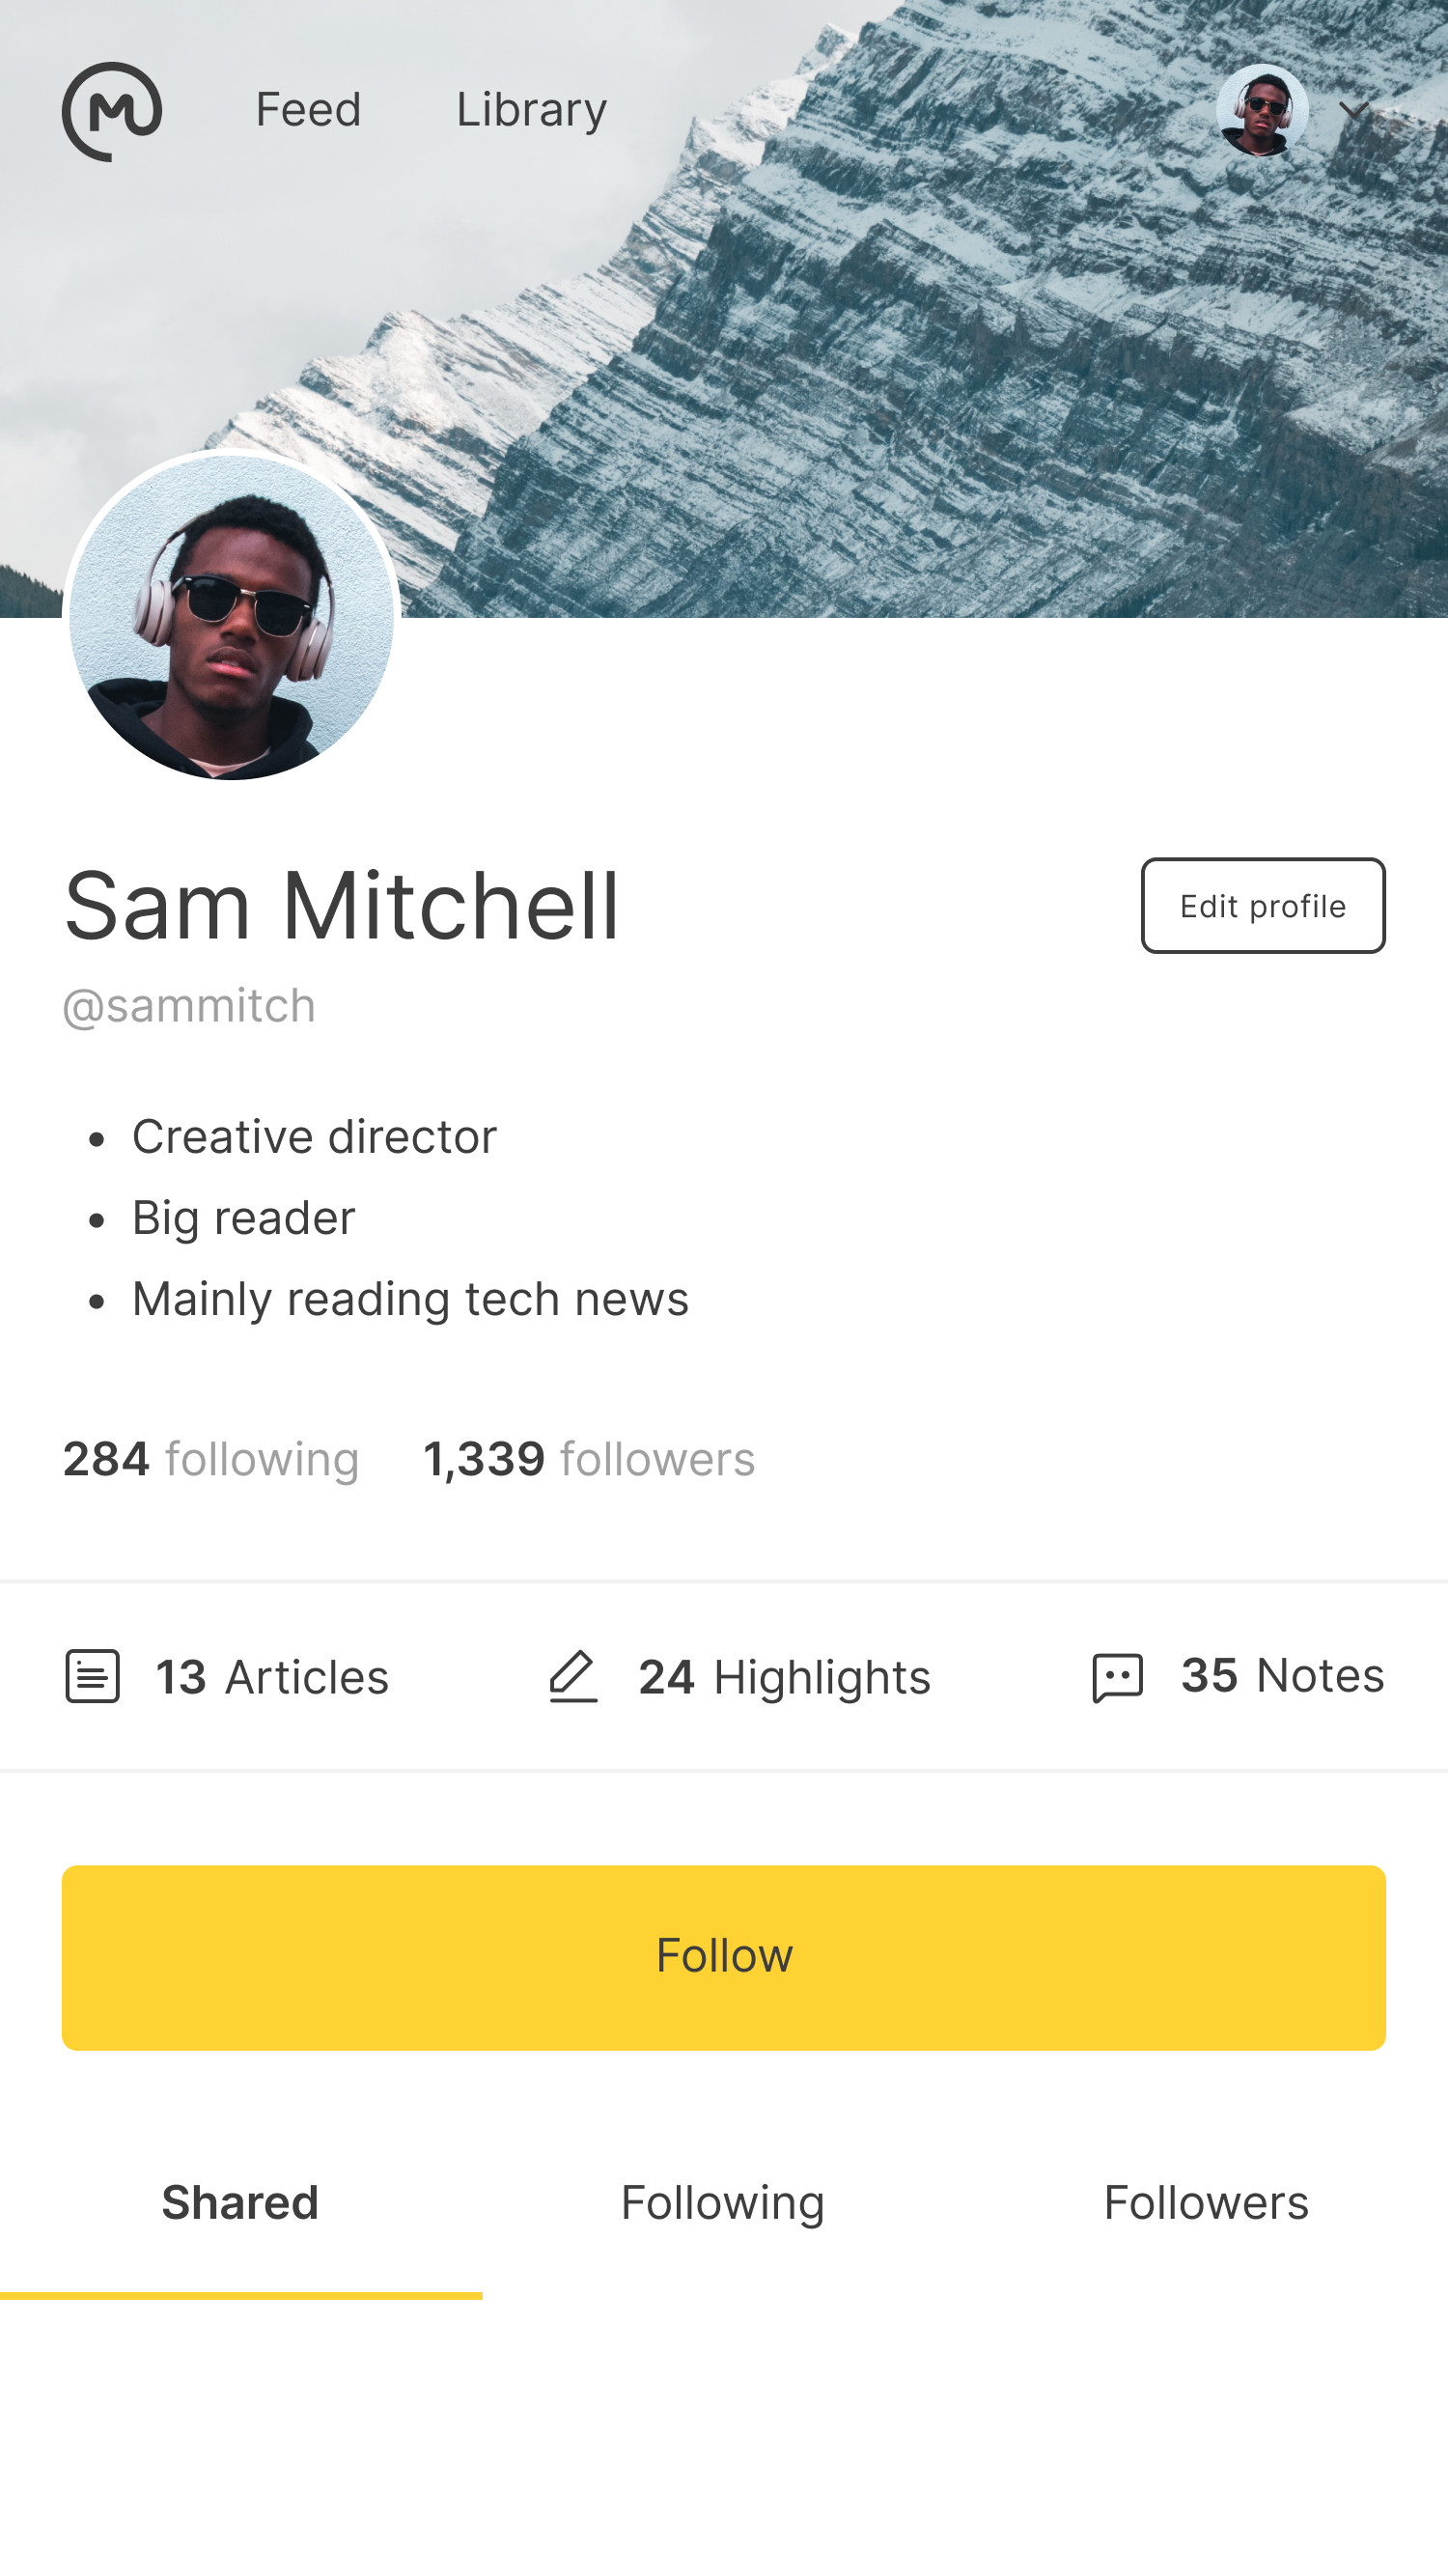 Feed Library
Sam Mitchell
Edit profile
@sammitch
• Creative director
• Big reader
• Mainly reading tech news
284 following 1,339 followers
13 Articles 24 Highlights 35 Notes
Follow
Shared Following Followers